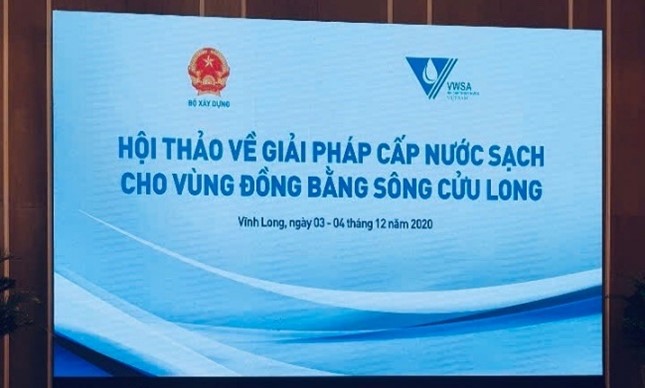 BỘ XÂY DỰNG
VWSA
VIETNAM
HỘI THẢO VỀ GIẢI PHÁP CẤP NƯỚC SẠCH
CHO VÙNG ĐỒNG BẰNG SÔNG CỬU LONG
Vĩnh Long, ngày 03 - 04 tháng 12 năm 2020